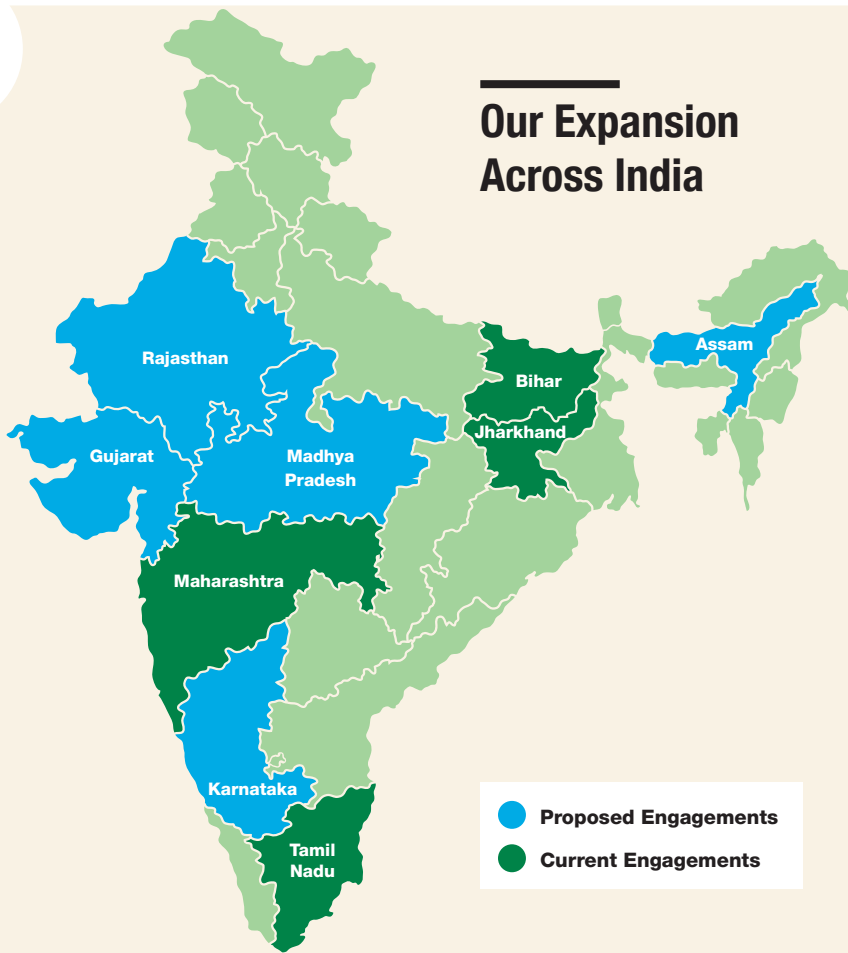 Our Expansion
Across India
Rajasthan
Gujarat
Madhya
Pradesh
Bihar
Jharkhand
Assam
Maharashtra
Karnataka
Tamil
Nadu
Proposed Engagements
Current Engagements